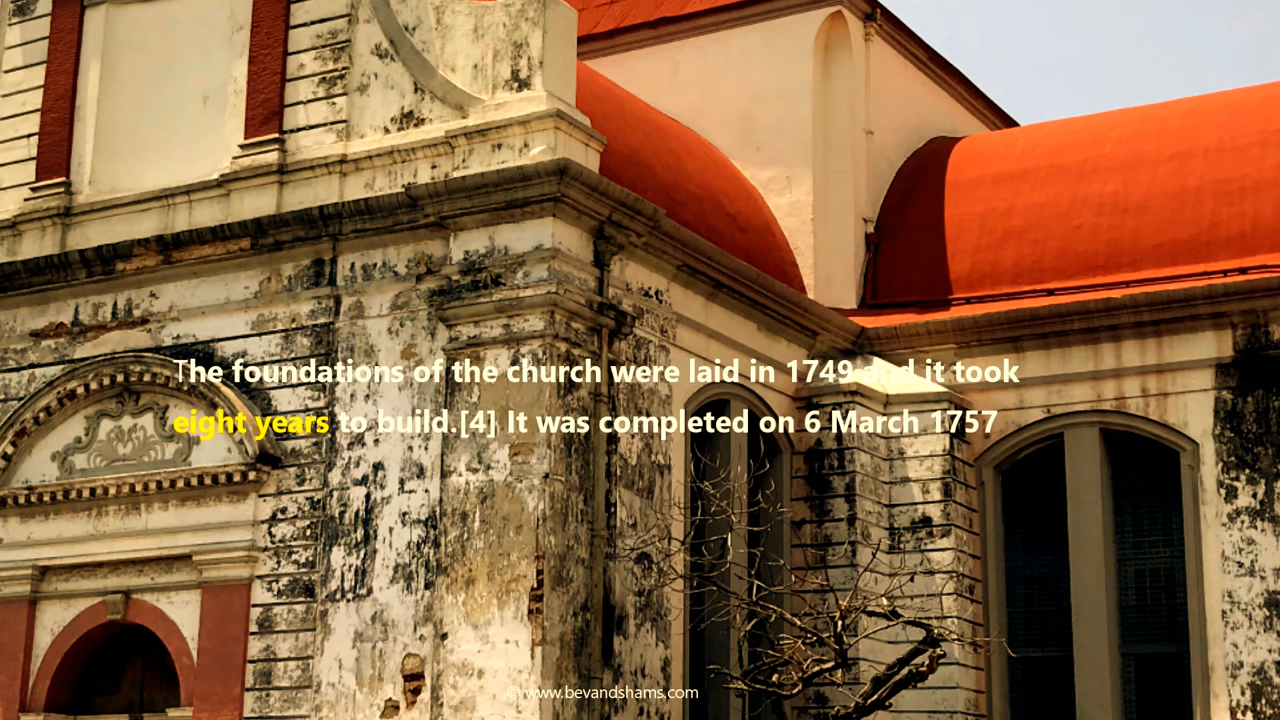 The foundations of the church were laid in 1749 and it took
eight years to build.[4] It was completed on 6 March 1757
© www.bevandshams.com